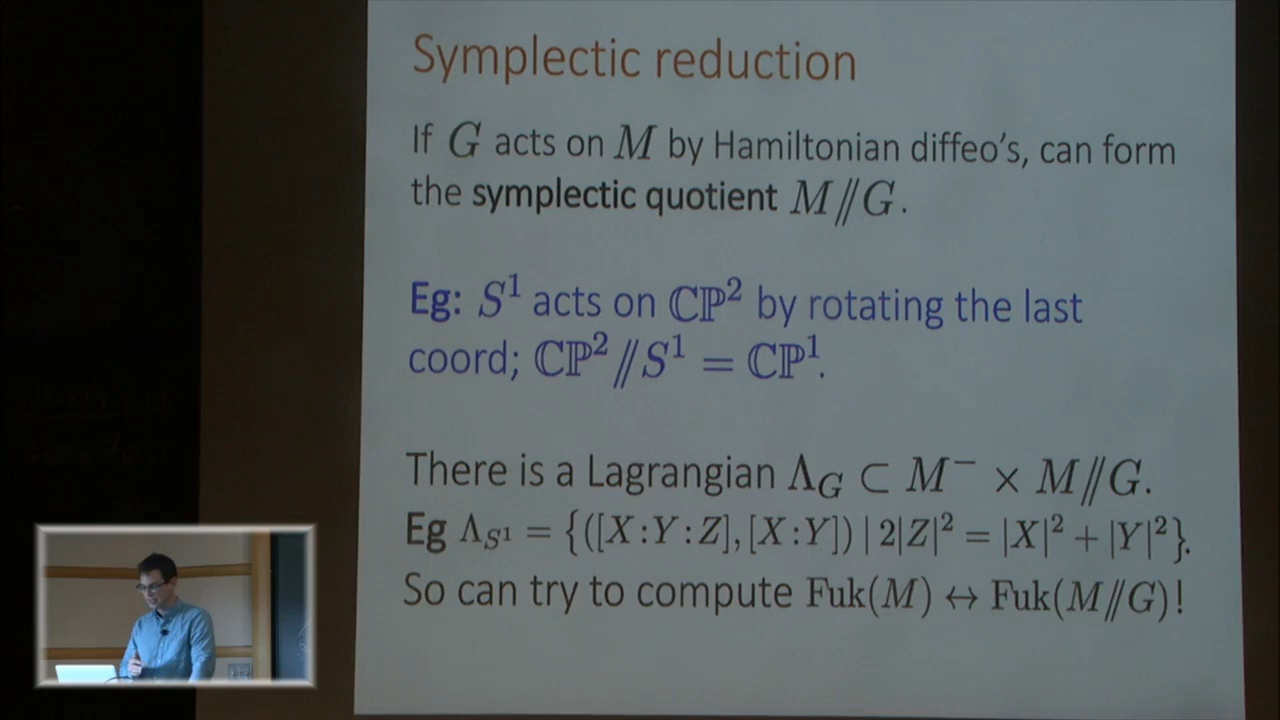 Symplectic reduction
If G acts on M by Hamiltonian diffeo's, can form
the symplectic quotient M//G.
Eg: S¹ acts on ℂℙ² by rotating the last
coord; ℂℙ²//S¹ = ℂℙ¹.
There is a Lagrangian Λ_G ⊂ M⁻ × M//G.
Eg Λ_{S¹} = {([X:Y:Z],[X:Y]) | 2|Z|² = |X|² + |Y|²}.
So can try to compute Fuk(M) ↔ Fuk(M//G)!